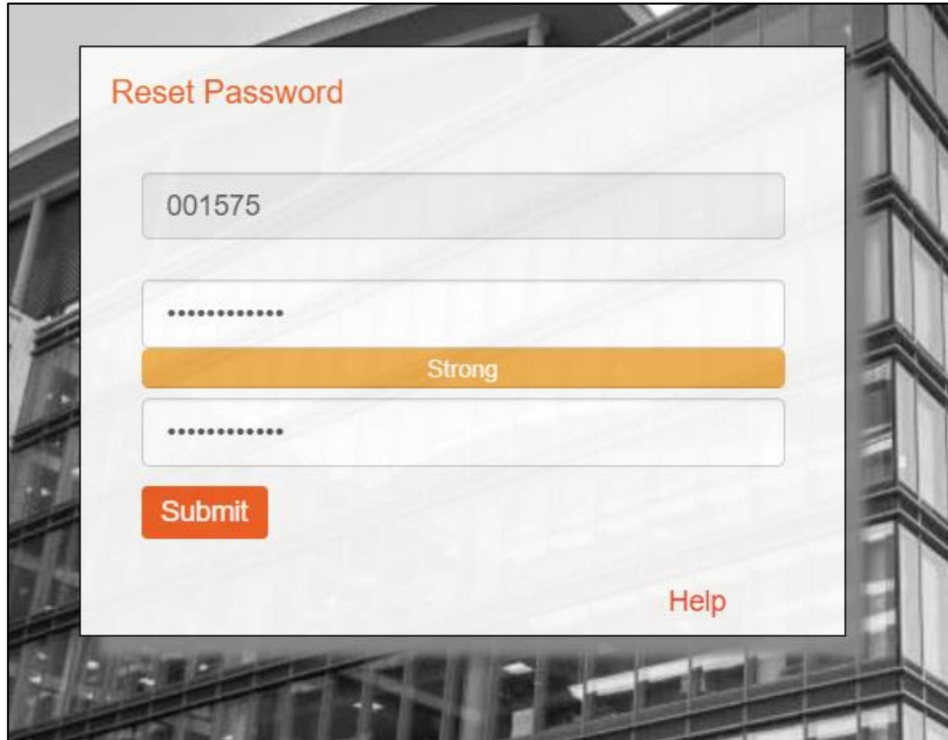 Reset Password
001575
••••••••••••
Strong
••••••••••••
Submit
Help